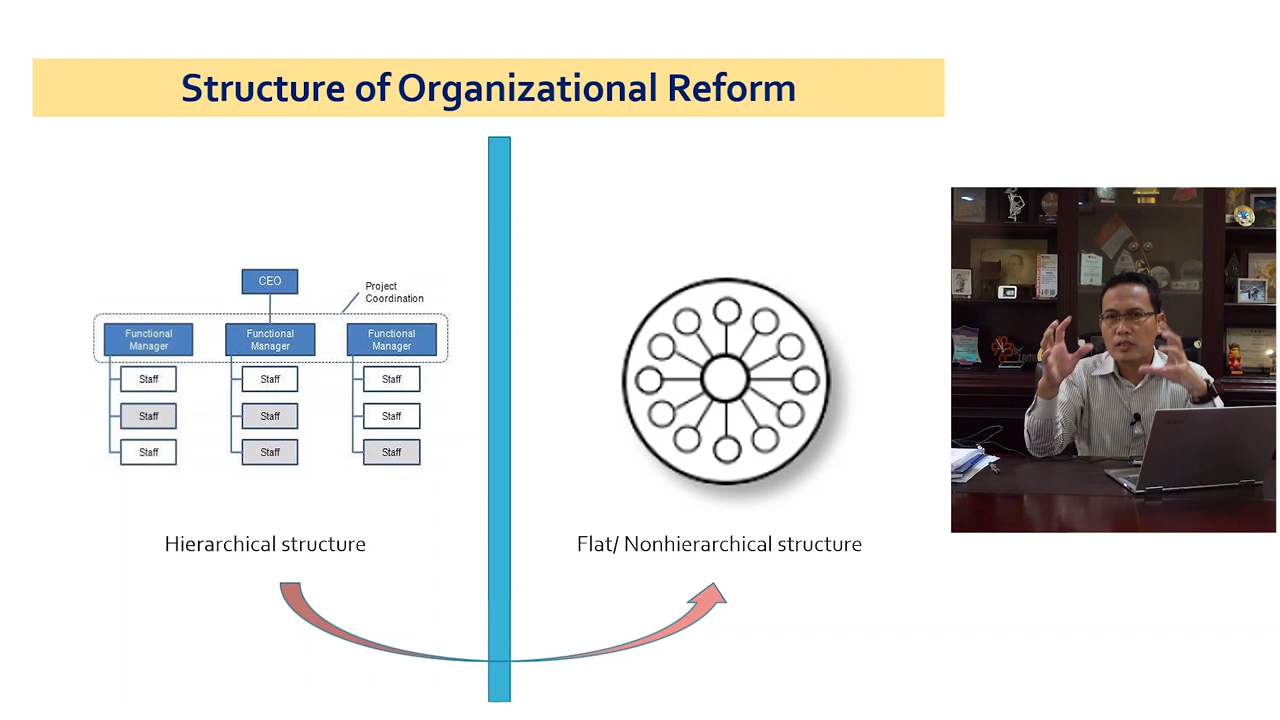 Structure of Organizational Reform
CEO
Project
Coordination
Functional
Manager
Functional
Manager
Functional
Manager
Staff
Staff
Staff
Staff
Staff
Staff
Staff
Staff
Staff
Hierarchical structure
Flat/ Nonhierarchical structure